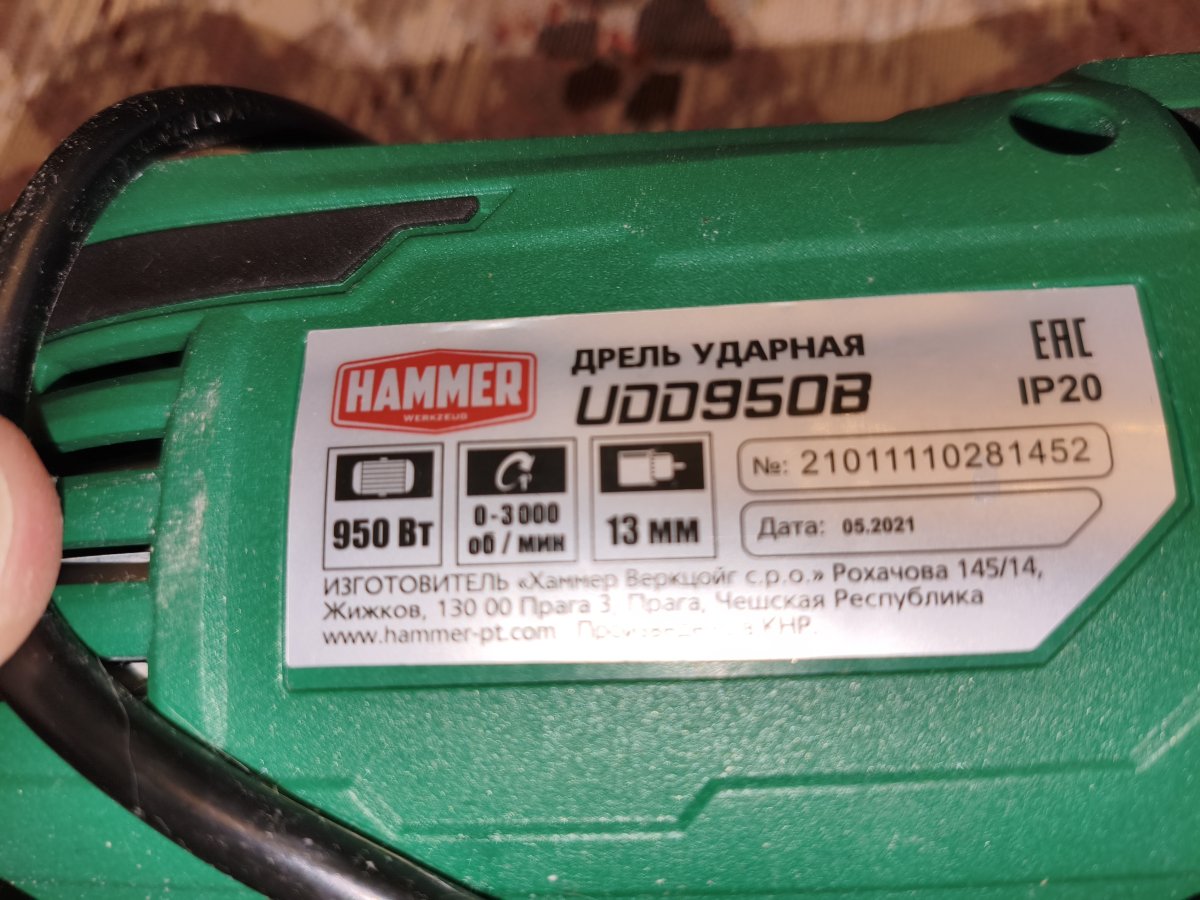 HAMMER
WERKZEUG
ДРЕЛЬ УДАРНАЯ
UDD950B
EAC
IP20
950 Вт
0-3000
об / мин
13 мм
№: 21011110281452
Дата: 05.2021
ИЗГОТОВИТЕЛЬ «Хаммер Веркцойг с.р.о.» Рохачова 145/14,
Жижков, 130 00 Прага 3, Прага, Чешская Республика
www.hammer-pt.com КНР.